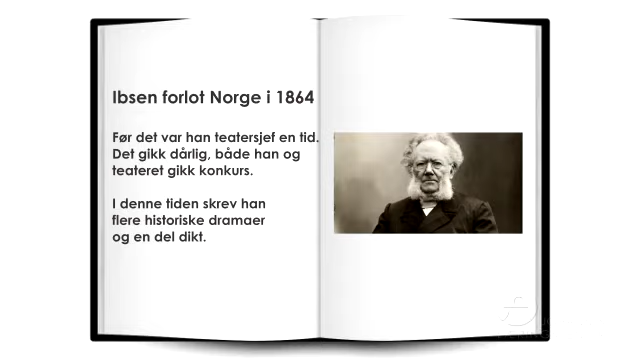 Ibsen forlot Norge i 1864
Før det var han teatersjef en tid.
Det gikk dårlig, både han og
teateret gikk konkurs.
I denne tiden skrev han
flere historiske dramaer
og en del dikt.